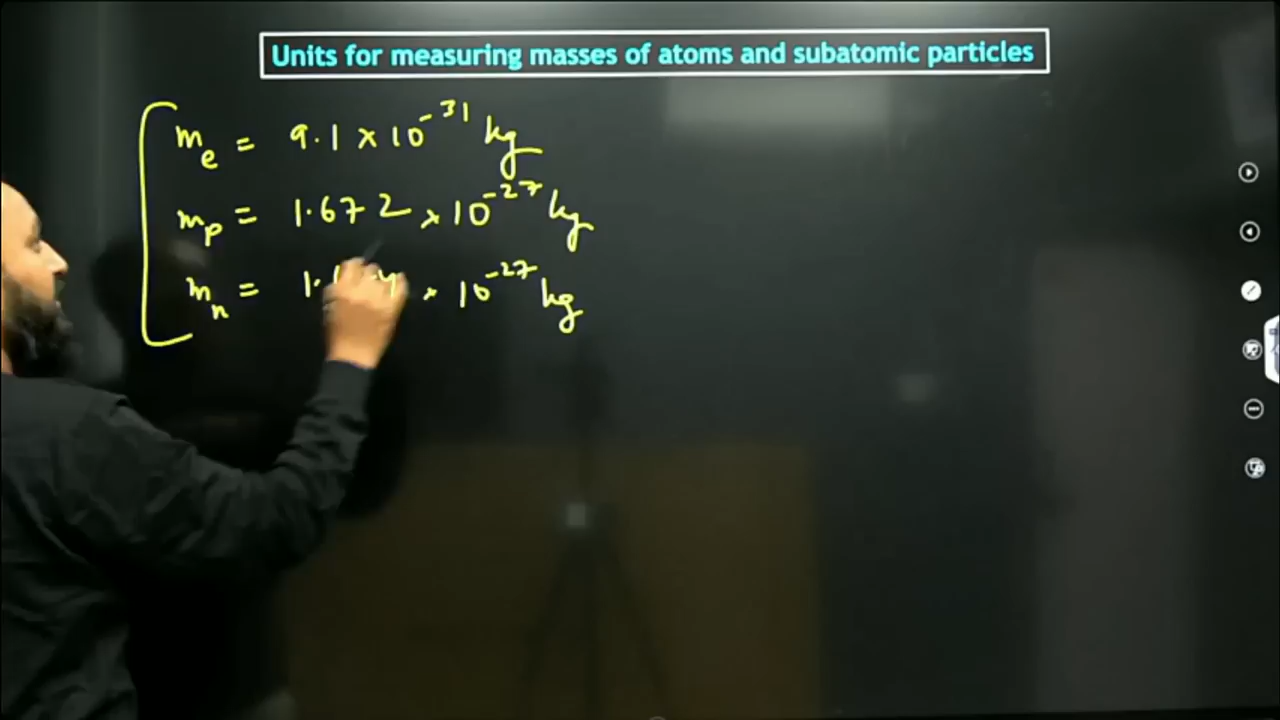 Units for measuring masses of atoms and subatomic particles
mₑ = 9.1 × 10⁻³¹ kg
mₚ = 1.672 × 10⁻²⁷ kg
mₙ = × 10⁻²⁷ kg